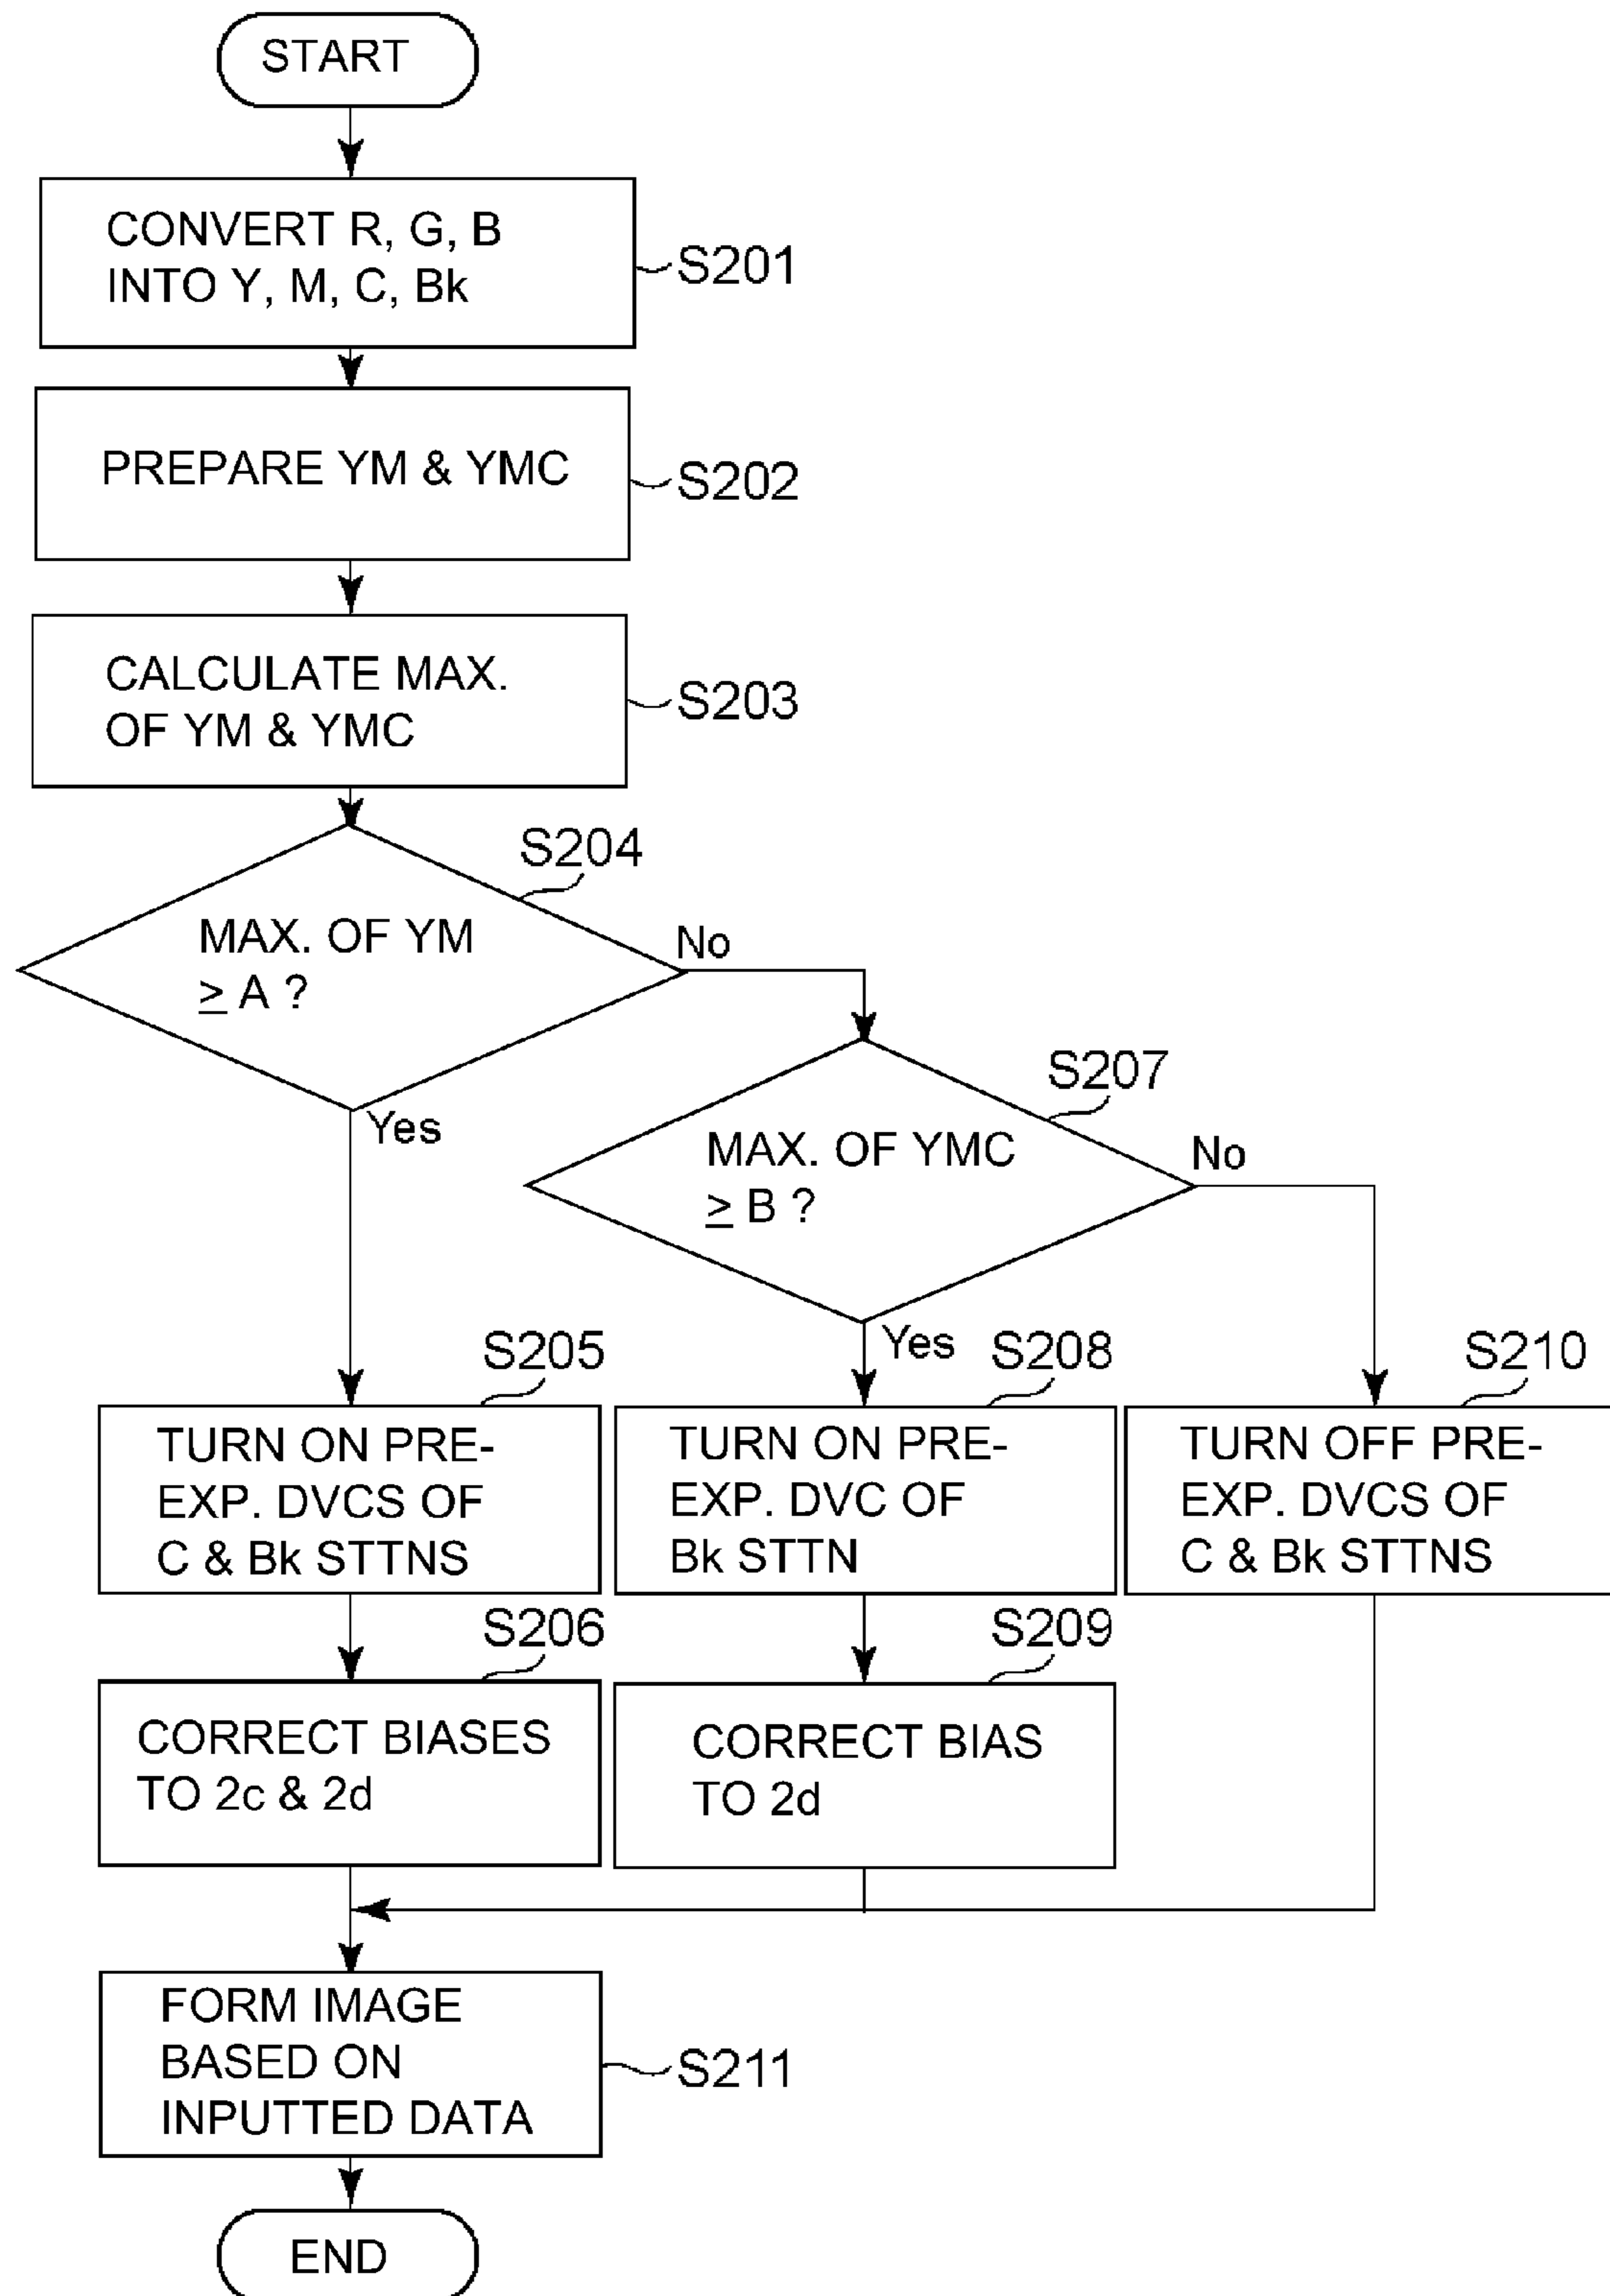 START
CONVERT R, G, B
INTO Y, M, C, Bk
S201
PREPARE YM & YMC
S202
CALCULATE MAX.
OF YM & YMC
S203
S204
MAX. OF YM
≥ A ?
No
Yes
S207
MAX. OF YMC
≥ B ?
No
Yes
S205
TURN ON PRE-
EXP. DVCS OF
C & Bk STTNS
S208
TURN ON PRE-
EXP. DVC OF
Bk STTN
S210
TURN OFF PRE-
EXP. DVCS OF
C & Bk STTNS
S206
CORRECT BIASES
TO 2c & 2d
S209
CORRECT BIAS
TO 2d
FORM IMAGE
BASED ON
INPUTTED DATA
S211
END